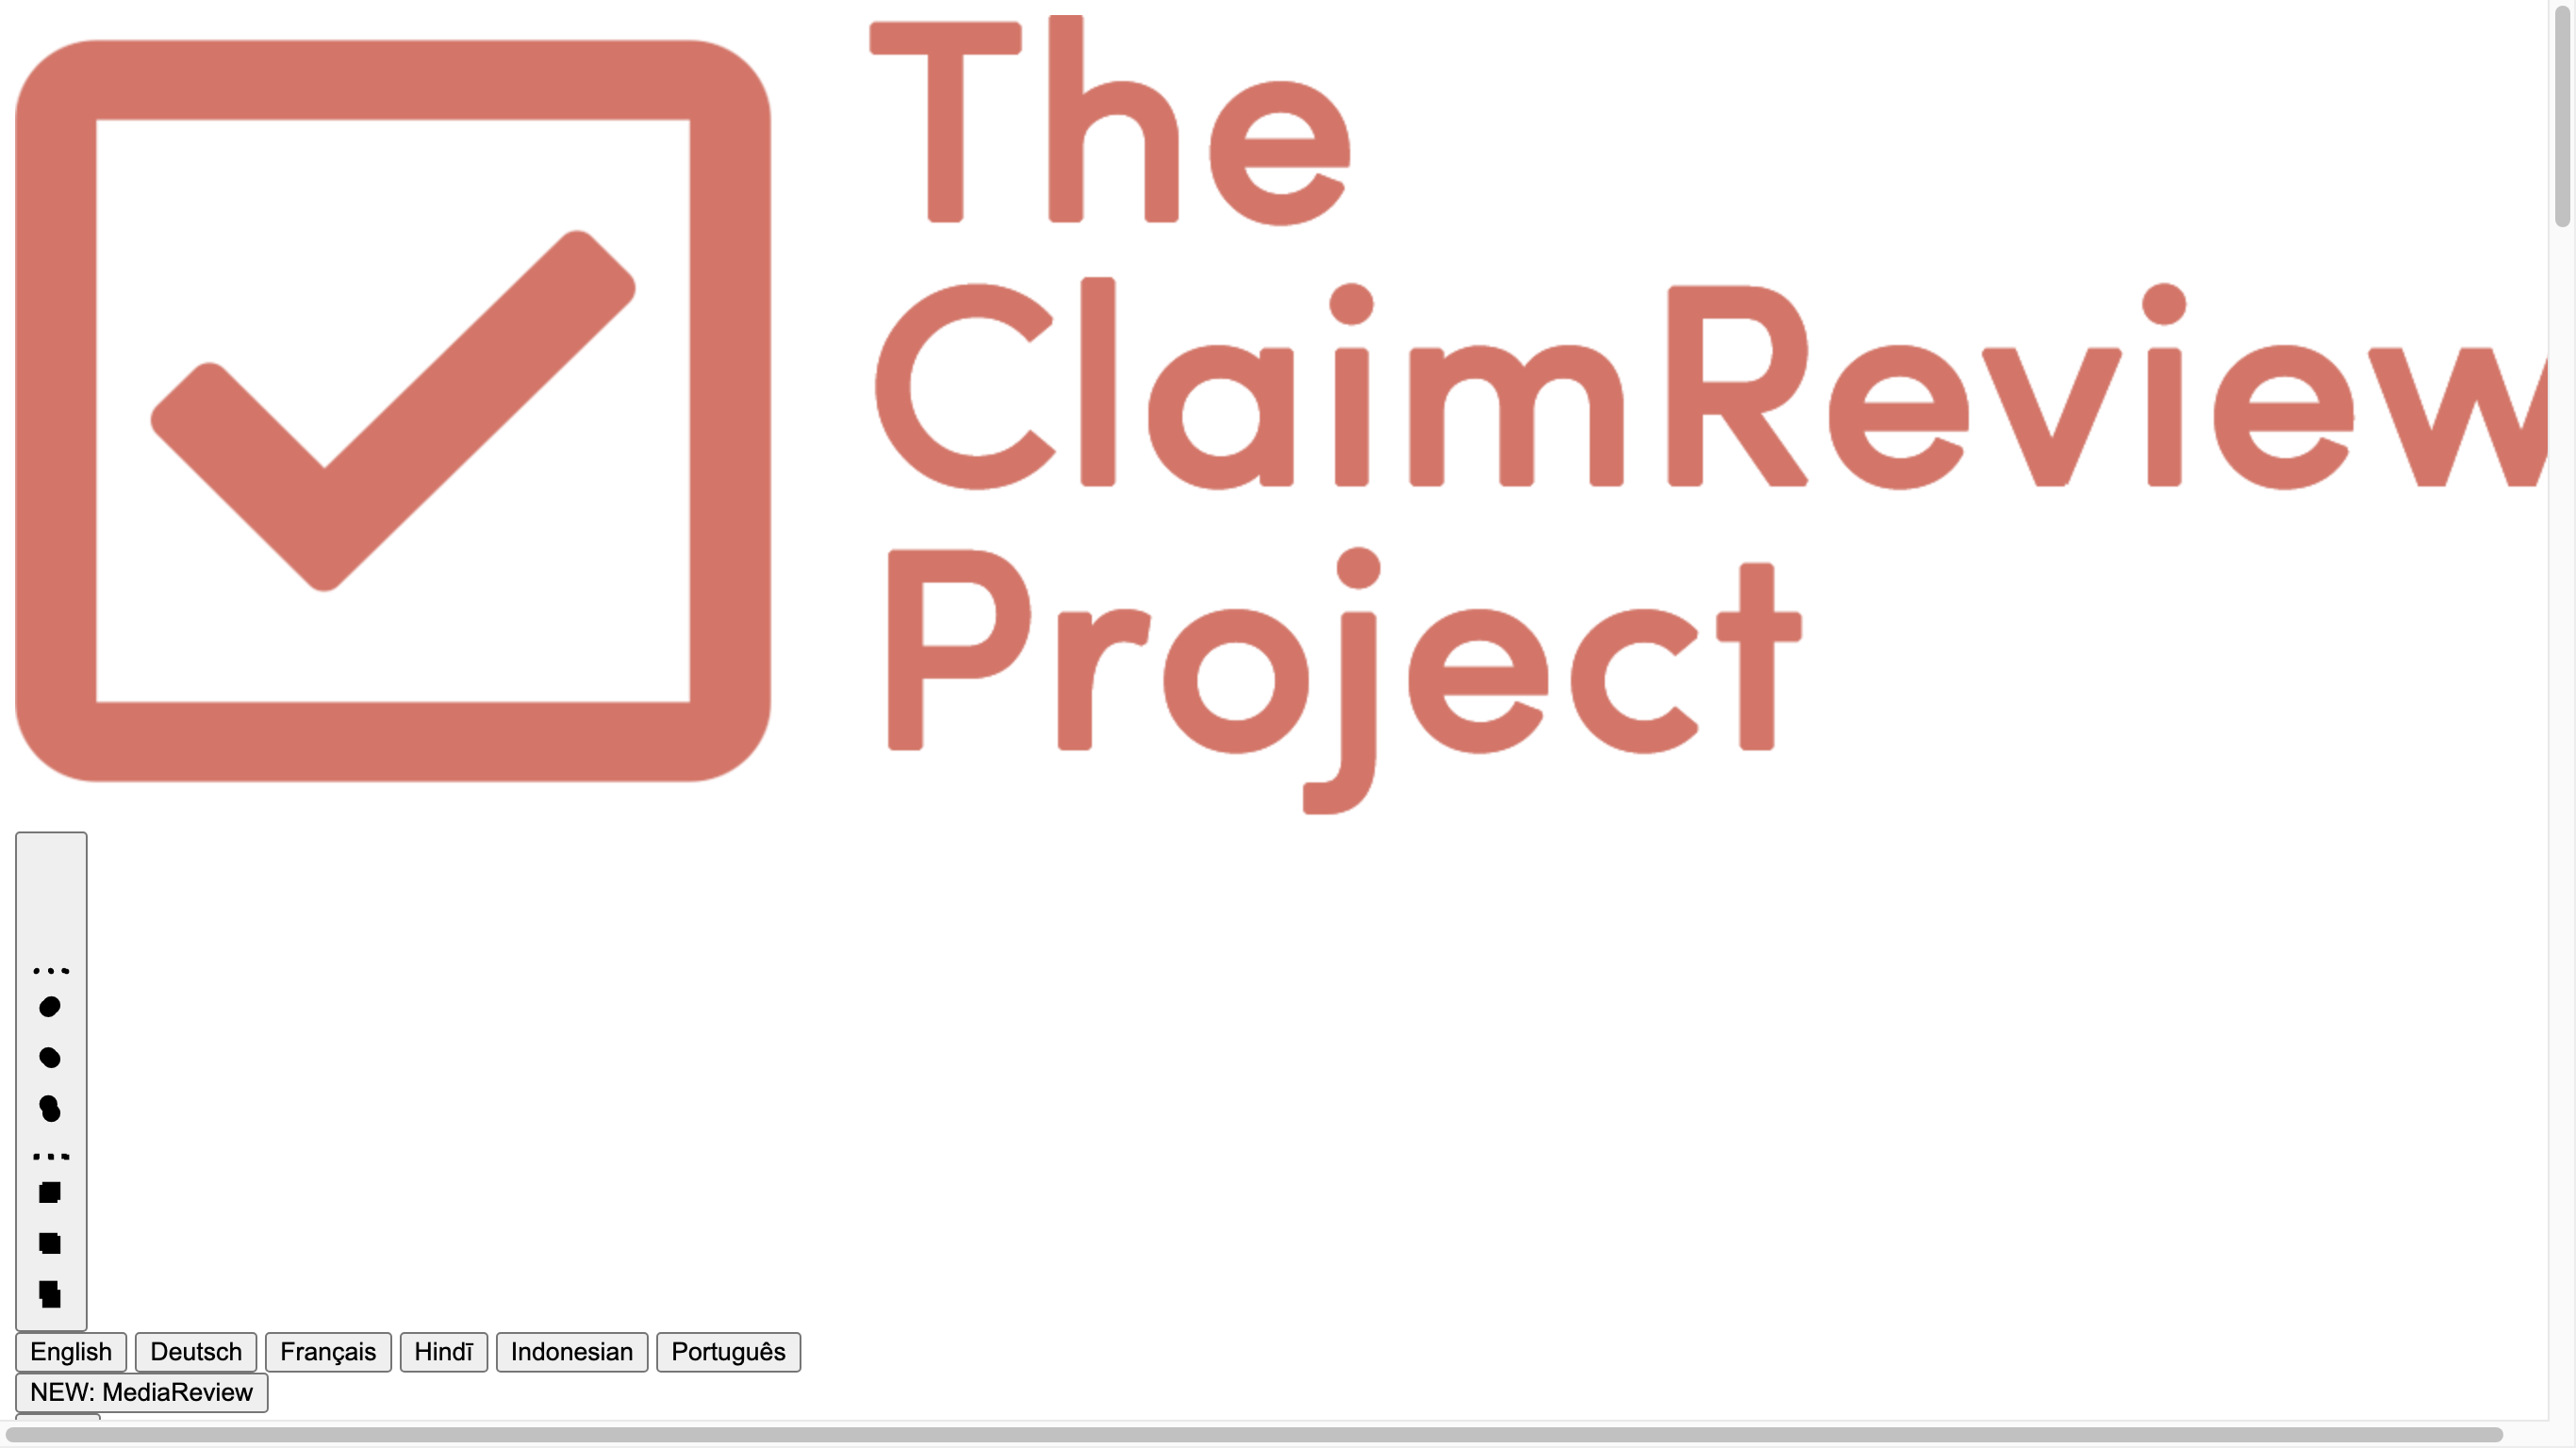 The
ClaimReview
Project
English Deutsch Français Hindī Indonesian Português
NEW: MediaReview